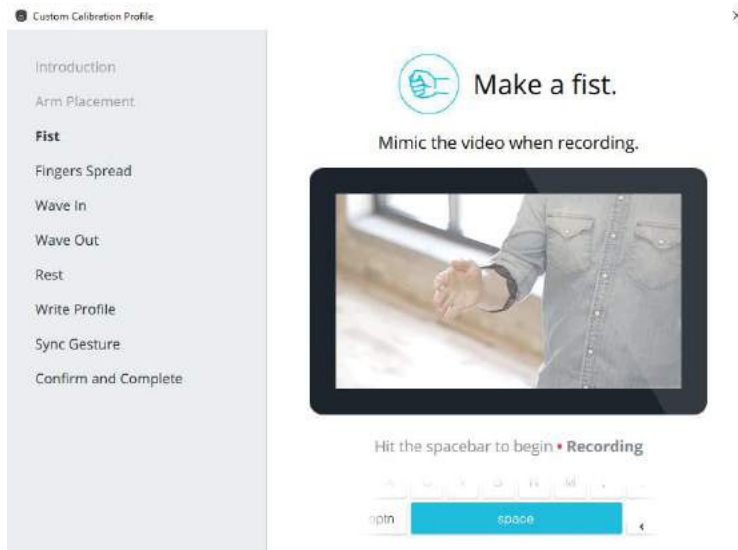 Custom Calibration Profile
Introduction
Arm Placement
Fist
Fingers Spread
Wave In
Wave Out
Rest
Write Profile
Sync Gesture
Confirm and Complete
Make a fist.
Mimic the video when recording.
Hit the spacebar to begin • Recording
N M
optn space